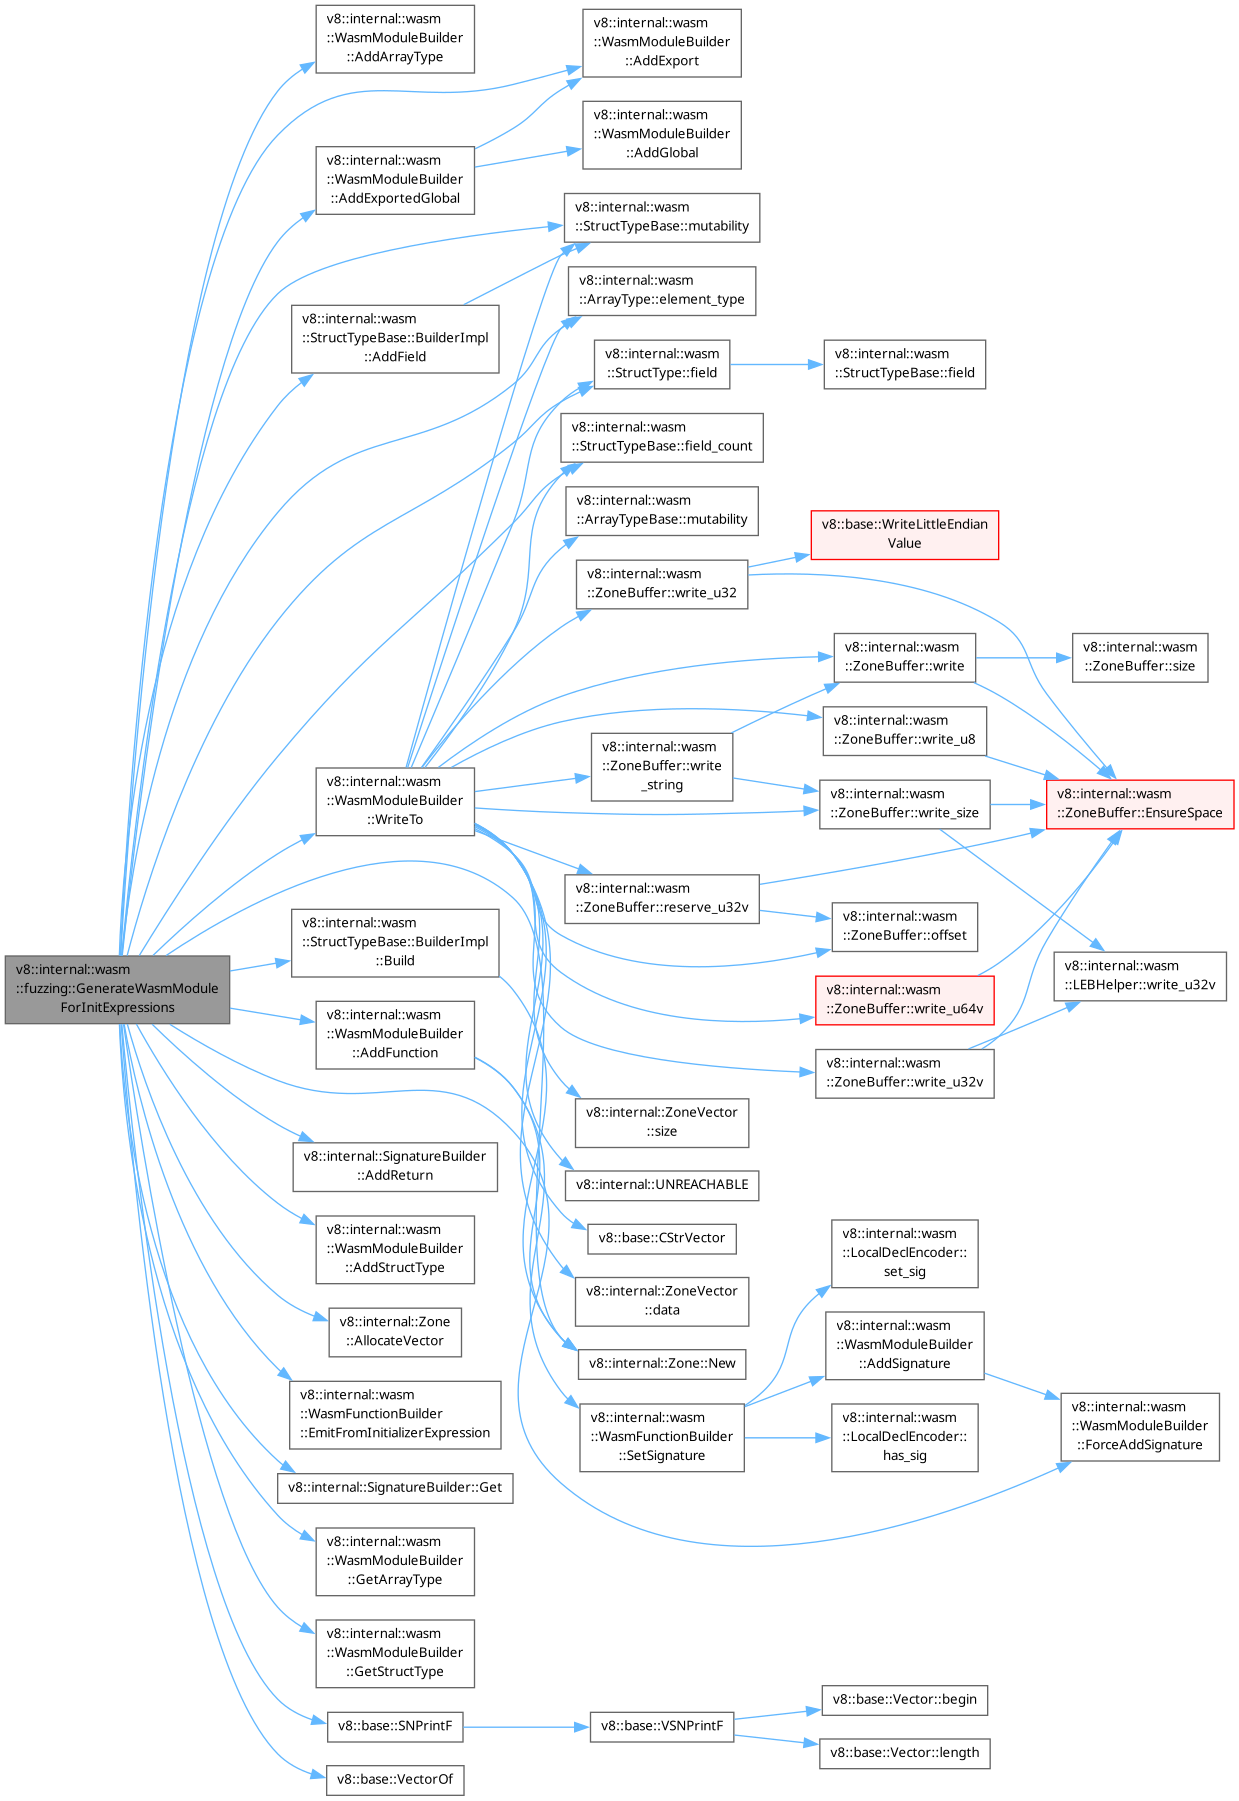 v8::internal::wasm
::WasmModuleBuilder
::AddArrayType
v8::internal::wasm
::WasmModuleBuilder
::AddExport
v8::internal::wasm
::WasmModuleBuilder
::AddGlobal
v8::internal::wasm
::WasmModuleBuilder
::AddExportedGlobal
v8::internal::wasm
::StructTypeBase::mutability
v8::internal::wasm
::ArrayType::element_type
v8::internal::wasm
::StructTypeBase::BuilderImpl
::AddField
v8::internal::wasm
::StructType::field
v8::internal::wasm
::StructTypeBase::field
v8::internal::wasm
::StructTypeBase::field_count
v8::internal::wasm
::ArrayTypeBase::mutability
v8::base::WriteLittleEndian
Value
v8::internal::wasm
::ZoneBuffer::write_u32
v8::internal::wasm
::ZoneBuffer::write
v8::internal::wasm
::ZoneBuffer::size
v8::internal::wasm
::ZoneBuffer::write_u8
v8::internal::wasm
::ZoneBuffer::write
_string
v8::internal::wasm
::WasmModuleBuilder
::WriteTo
v8::internal::wasm
::ZoneBuffer::write_size
v8::internal::wasm
::ZoneBuffer::EnsureSpace
v8::internal::wasm
::ZoneBuffer::reserve_u32v
v8::internal::wasm
::ZoneBuffer::offset
v8::internal::wasm
::StructTypeBase::BuilderImpl
::Build
v8::internal::wasm
::fuzzing::GenerateWasmModule
ForInitExpressions
v8::internal::wasm
::LEBHelper::write_u32v
v8::internal::wasm
::ZoneBuffer::write_u64v
v8::internal::wasm
::WasmModuleBuilder
::AddFunction
v8::internal::wasm
::ZoneBuffer::write_u32v
v8::internal::ZoneVector
::size
v8::internal::SignatureBuilder
::AddReturn
v8::internal::UNREACHABLE
v8::internal::wasm
::WasmModuleBuilder
::AddStructType
v8::base::CStrVector
v8::internal::wasm
::LocalDeclEncoder::
set_sig
v8::internal::ZoneVector
::data
v8::internal::Zone
::AllocateVector
v8::internal::Zone::New
v8::internal::wasm
::WasmModuleBuilder
::AddSignature
v8::internal::wasm
::WasmFunctionBuilder
::EmitFromInitializerExpression
v8::internal::wasm
::WasmFunctionBuilder
::SetSignature
v8::internal::wasm
::LocalDeclEncoder::
has_sig
v8::internal::wasm
::WasmModuleBuilder
::ForceAddSignature
v8::internal::SignatureBuilder::Get
v8::internal::wasm
::WasmModuleBuilder
::GetArrayType
v8::internal::wasm
::WasmModuleBuilder
::GetStructType
v8::base::SNPrintF
v8::base::VSNPrintF
v8::base::Vector::begin
v8::base::Vector::length
v8::base::VectorOf